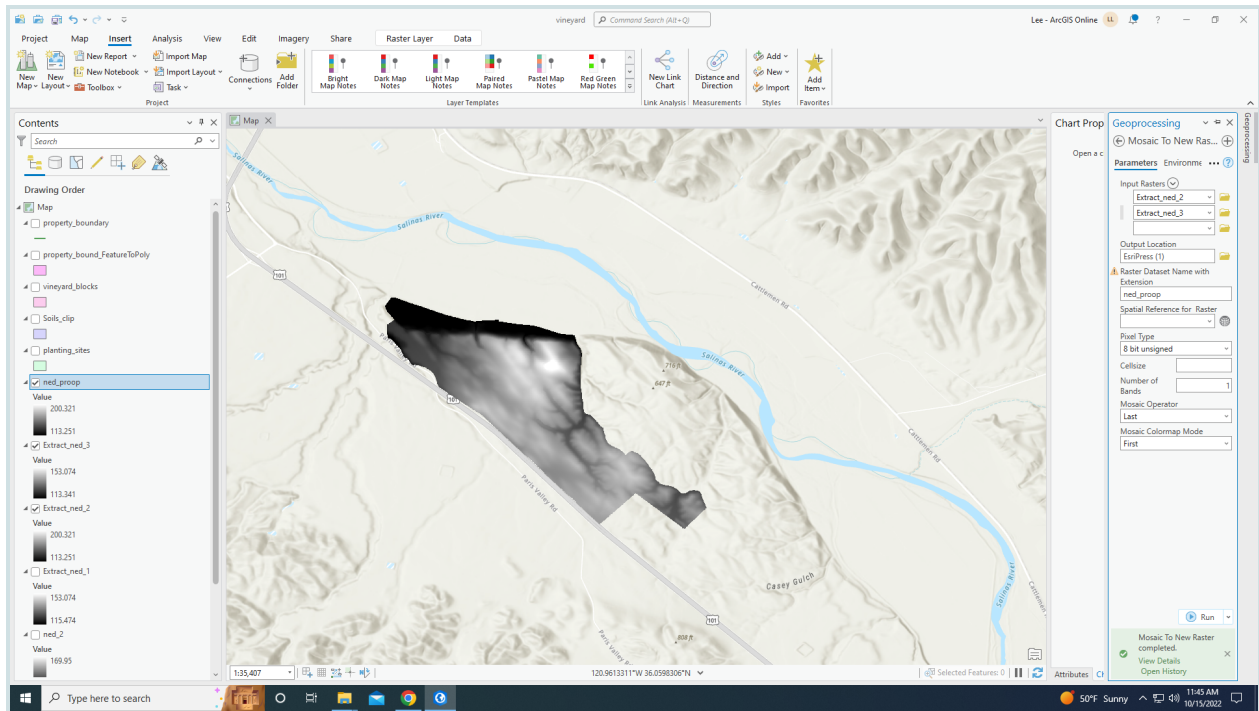 vineyard
Command Search (Alt+Q)
Lee - ArcGIS Online
LL
?
Project
Map
Insert
Analysis
View
Edit
Imagery
Share
Raster Layer
Data
New Map
New Layout
New Report
New Notebook
Toolbox
Import Map
Import Layout
Task
Project
Connections
Add Folder
Bright Map Notes
Dark Map Notes
Light Map Notes
Paired Map Notes
Pastel Map Notes
Red Green Map Notes
Layer Templates
New Link Chart
Link Analysis
Distance and Direction
Measurements
Add
New
Import
Styles
Add Item
Favorites
Contents
Search
Drawing Order
Map
property_boundary
property_bound_FeatureToPoly
vineyard_blocks
Soils_clip
planting_sites
ned_proop
Value
200.321
113.251
Extract_ned_3
Value
153.074
113.341
Extract_ned_2
Value
200.321
113.251
Extract_ned_1
Value
153.074
115.474
ned_2
Value
169.95
Map
Salinas River
Salinas River
101
Cattlemen Rd
Salinas River
716 ft
647 ft
101
Cattlemen Rd
Paris Valley Rd
Casey Gulch
Salinas River
Cattlemen
101
808 ft
Paris Valley Rd
1:35,407
120.9613311°W 36.0598306°N
Selected Features: 0
Chart Prop
Open a c
Attributes
Ch
Geoprocessing
Mosaic To New Ras...
Parameters
Environme
?
Input Rasters
Extract_ned_2
Extract_ned_3
Output Location
EsriPress (1)
Raster Dataset Name with
Extension
ned_proop
Spatial Reference for Raster
Pixel Type
8 bit unsigned
Cellsize
Number of
Bands
1
Mosaic Operator
Last
Mosaic Colormap Mode
First
Run
Mosaic To New Raster
completed.
View Details
Open History
Geoprocessing
Type here to search
50°F Sunny
11:45 AM
10/15/2022